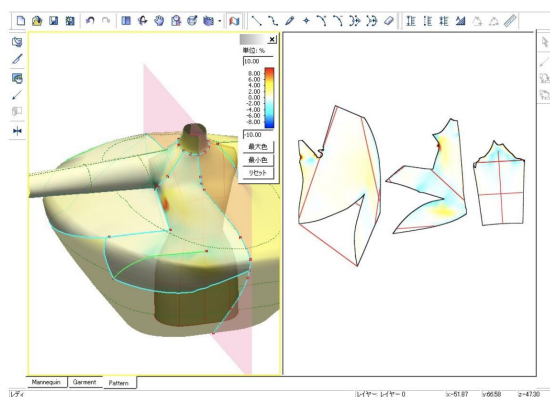 単位: %
10.00
8.00
6.00
4.00
2.00
0.00
-2.00
-4.00
-6.00
-8.00
-10.00
最大色
最小色
リセット
Mannequin Garment Pattern
レディ レイヤー: レイヤー 0 x=-51.87 y=66.58 z=-47.30